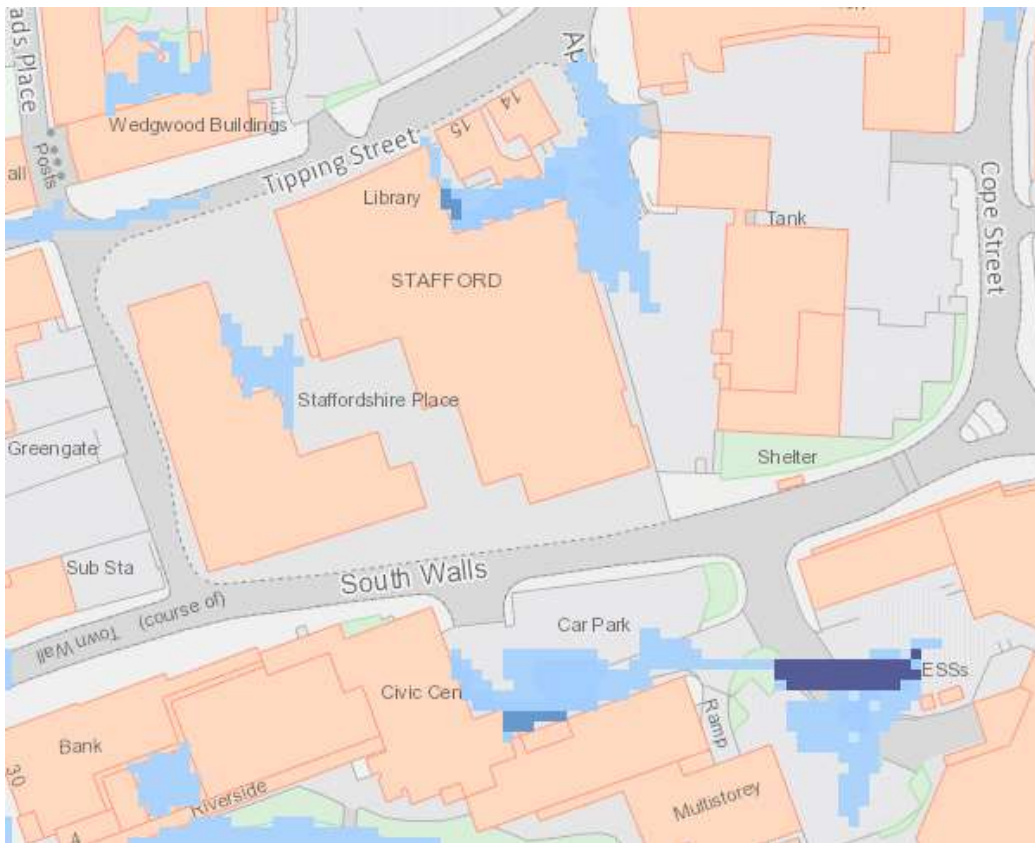 ads Place
Wedgwood Buildings
Posts
all
Tipping Street
14
15
Library
STAFFORD
Tank
Cope Street
Staffordshire Place
Greengate
Shelter
Sub Sta
South Walls
Town Wall (course of)
Car Park
Civic Cen
ESSs
Ramp
Bank
30
Riverside
Multistorey
4